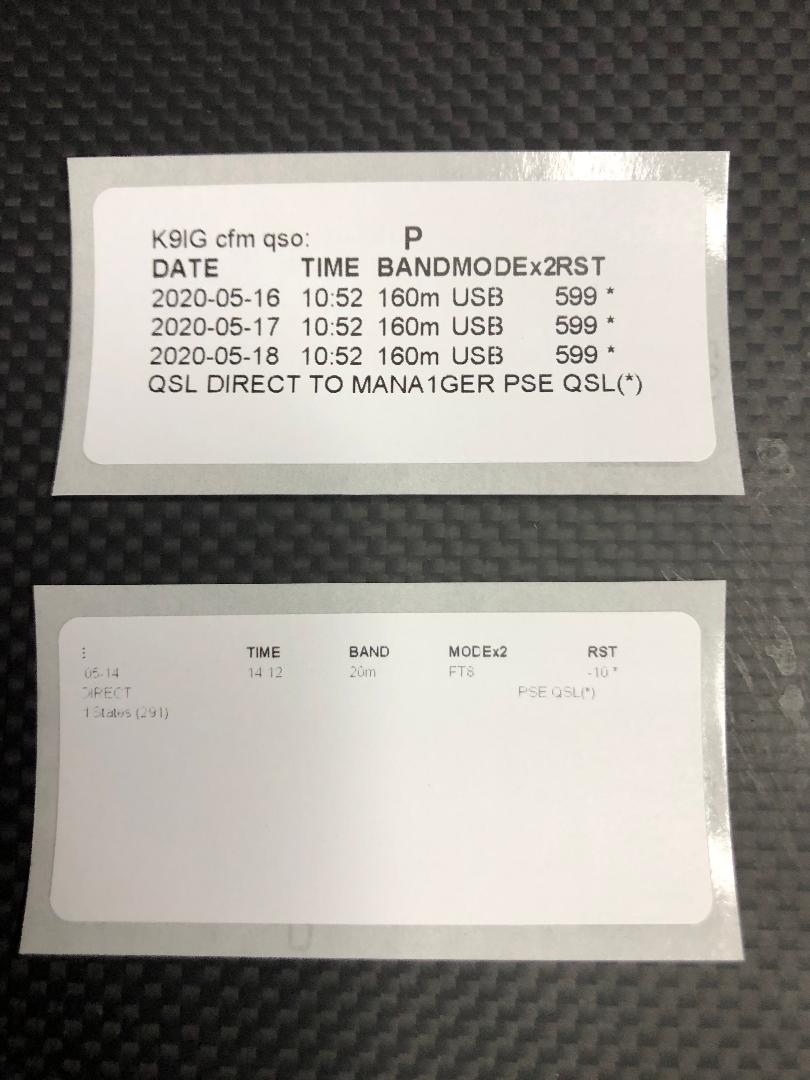 K9IG cfm qso: P
DATE TIME BANDMODEx2RST
2020-05-16 10:52 160m USB 599 *
2020-05-17 10:52 160m USB 599 *
2020-05-18 10:52 160m USB 599 *
QSL DIRECT TO MANA1GER PSE QSL(*)
: TIME BAND MODEx2 RST
05-14 14:12 20m FT8 -10 *
DIRECT PSE QSL(*)
States (291)